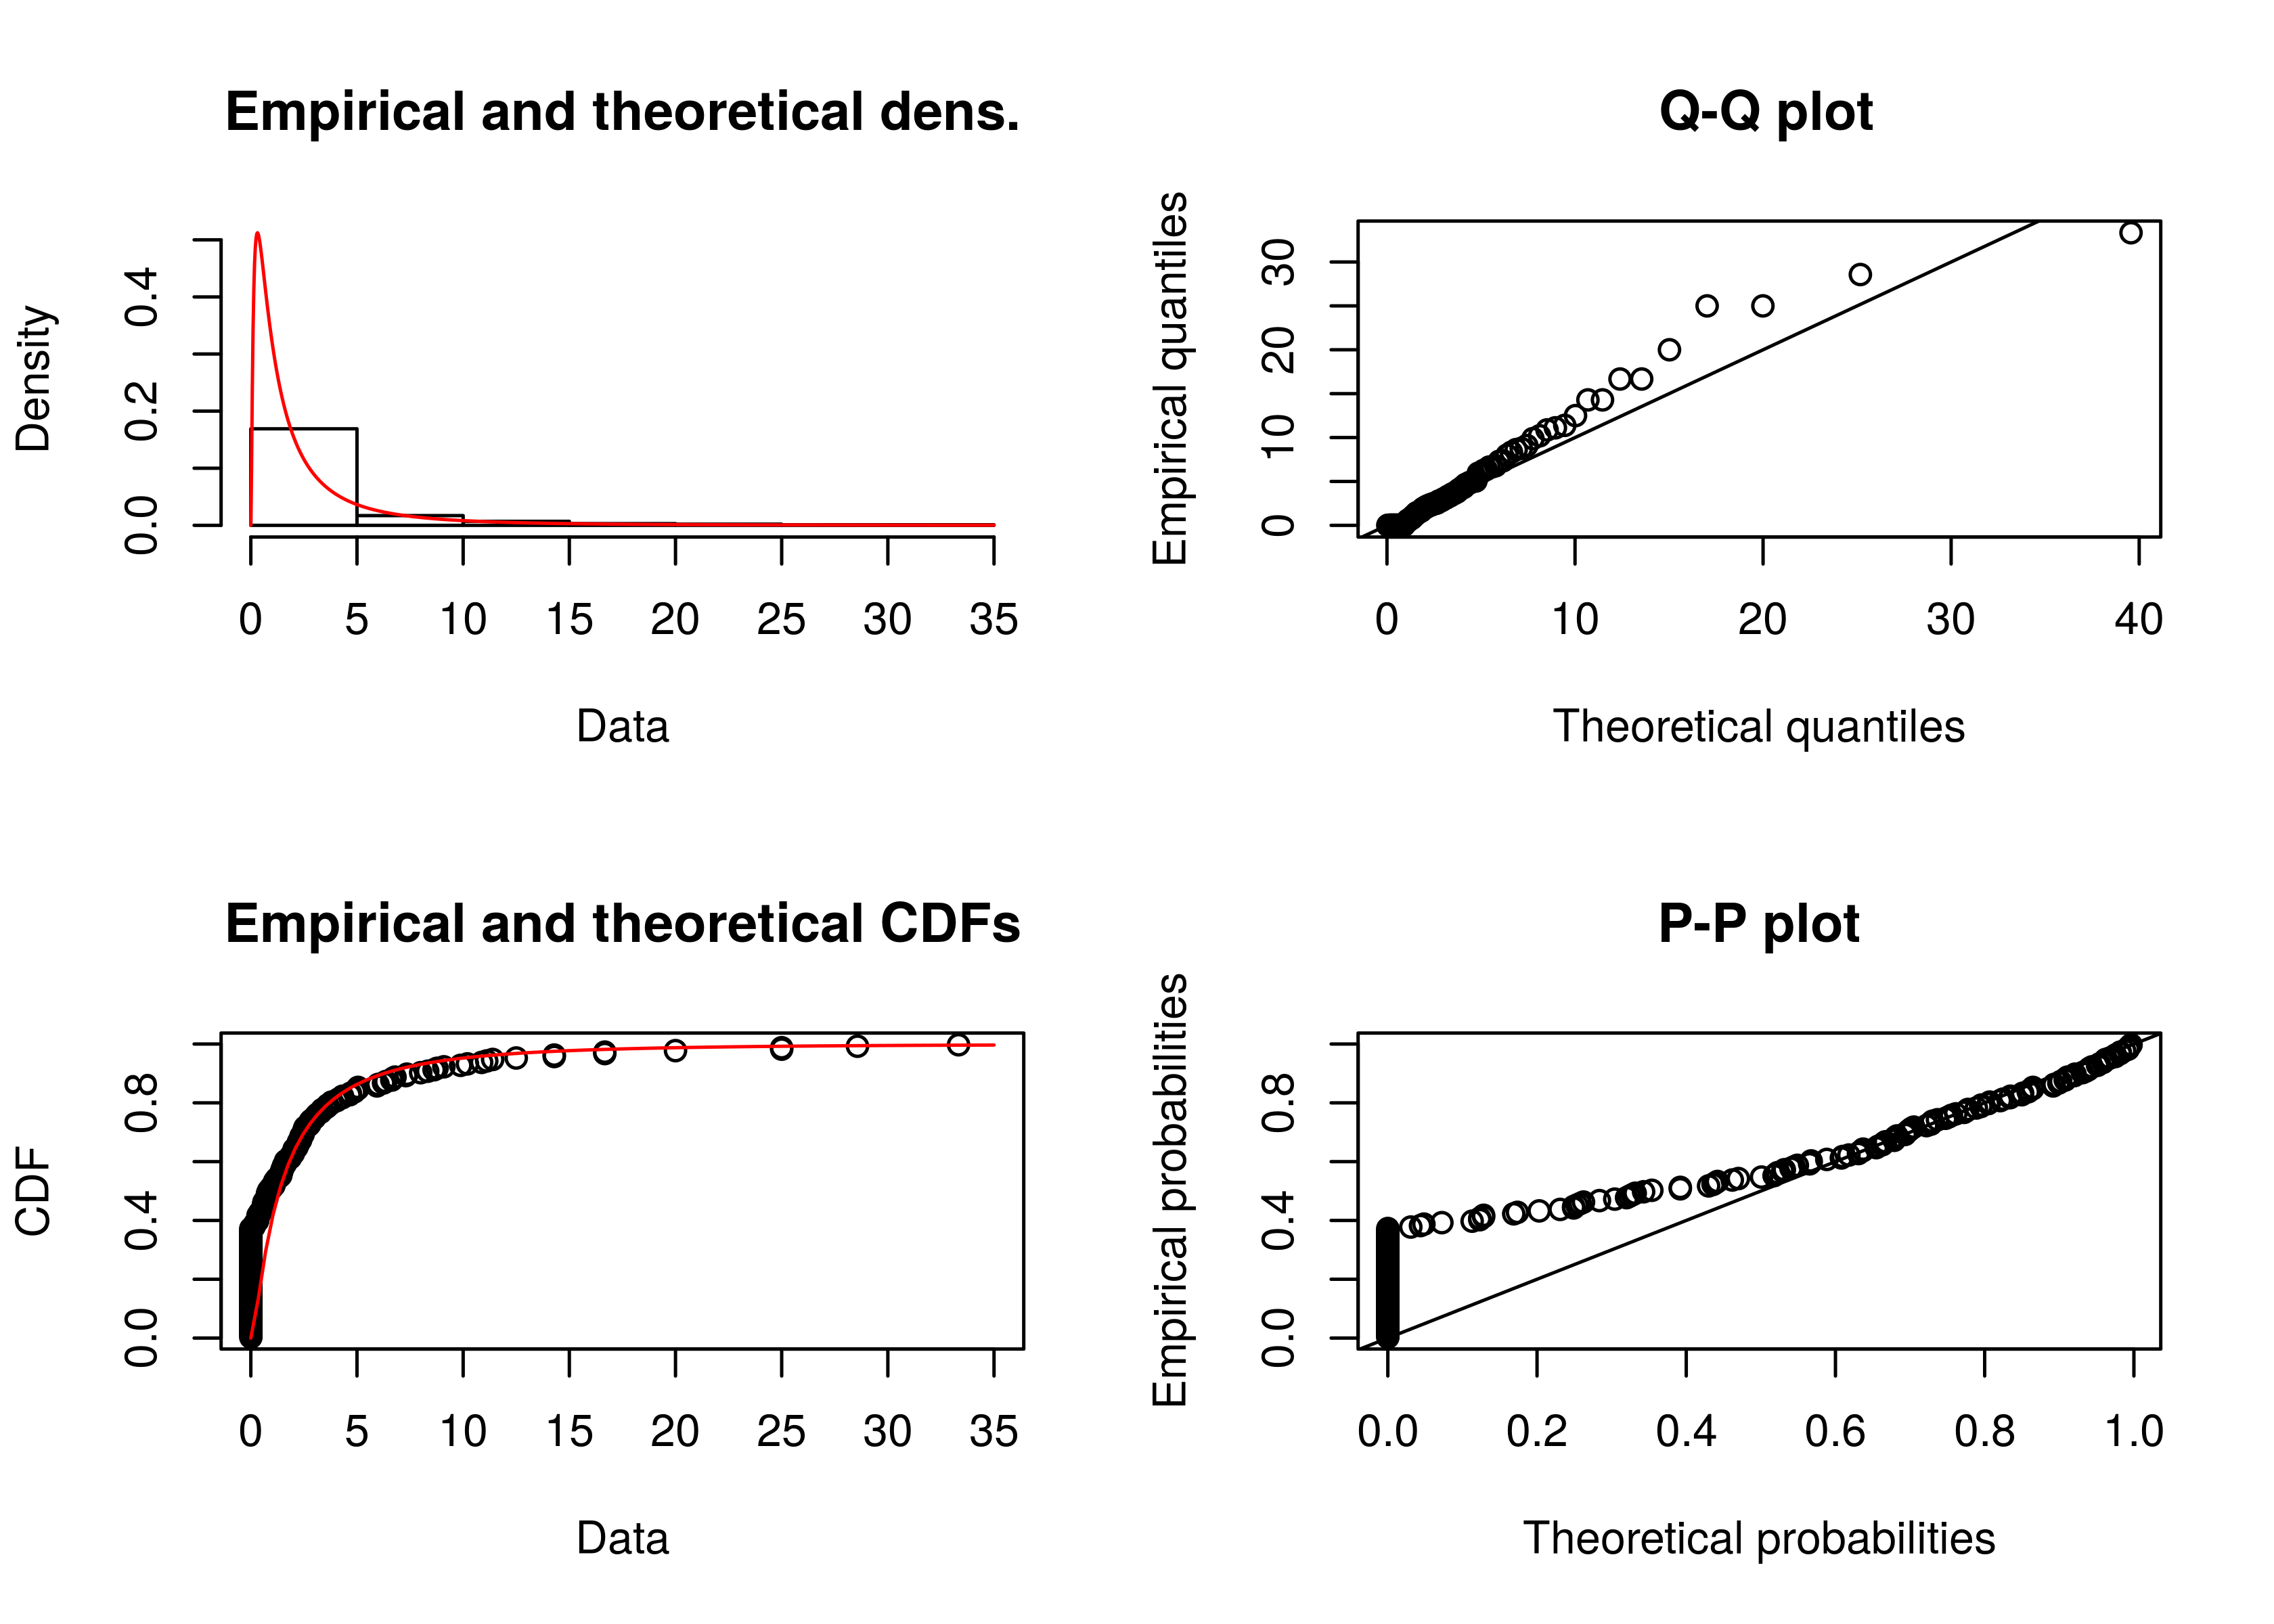 Empirical and theoretical dens.
Density
0.0 0.2 0.4
0 5 10 15 20 25 30 35
Data
Q-Q plot
Empirical quantiles
0 10 20 30
0 10 20 30 40
Theoretical quantiles
Empirical and theoretical CDFs
CDF
0.0 0.4 0.8
0 5 10 15 20 25 30 35
Data
P-P plot
Empirical probabilities
0.0 0.4 0.8
0.0 0.2 0.4 0.6 0.8 1.0
Theoretical probabilities